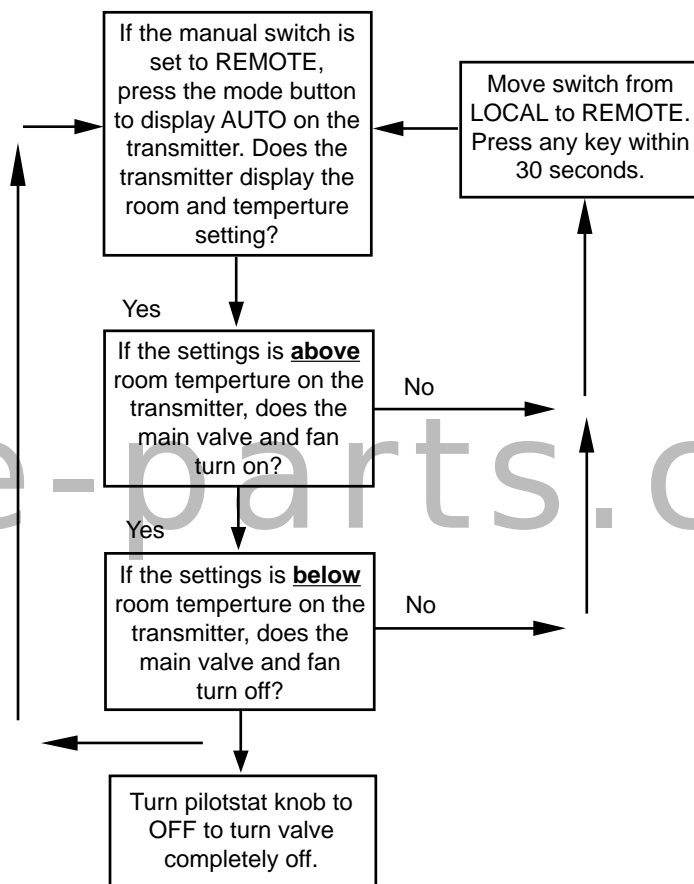 If the manual switch is
set to REMOTE,
press the mode button
to display AUTO on the
transmitter. Does the
transmitter display the
room and temperture
setting?
Move switch from
LOCAL to REMOTE.
Press any key within
30 seconds.
Yes
If the settings is above
room temperture on the
transmitter, does the
main valve and fan
turn on?
No
e-parts.c
Yes
If the settings is below
room temperture on the
transmitter, does the
main valve and fan
turn off?
No
Turn pilotstat knob to
OFF to turn valve
completely off.